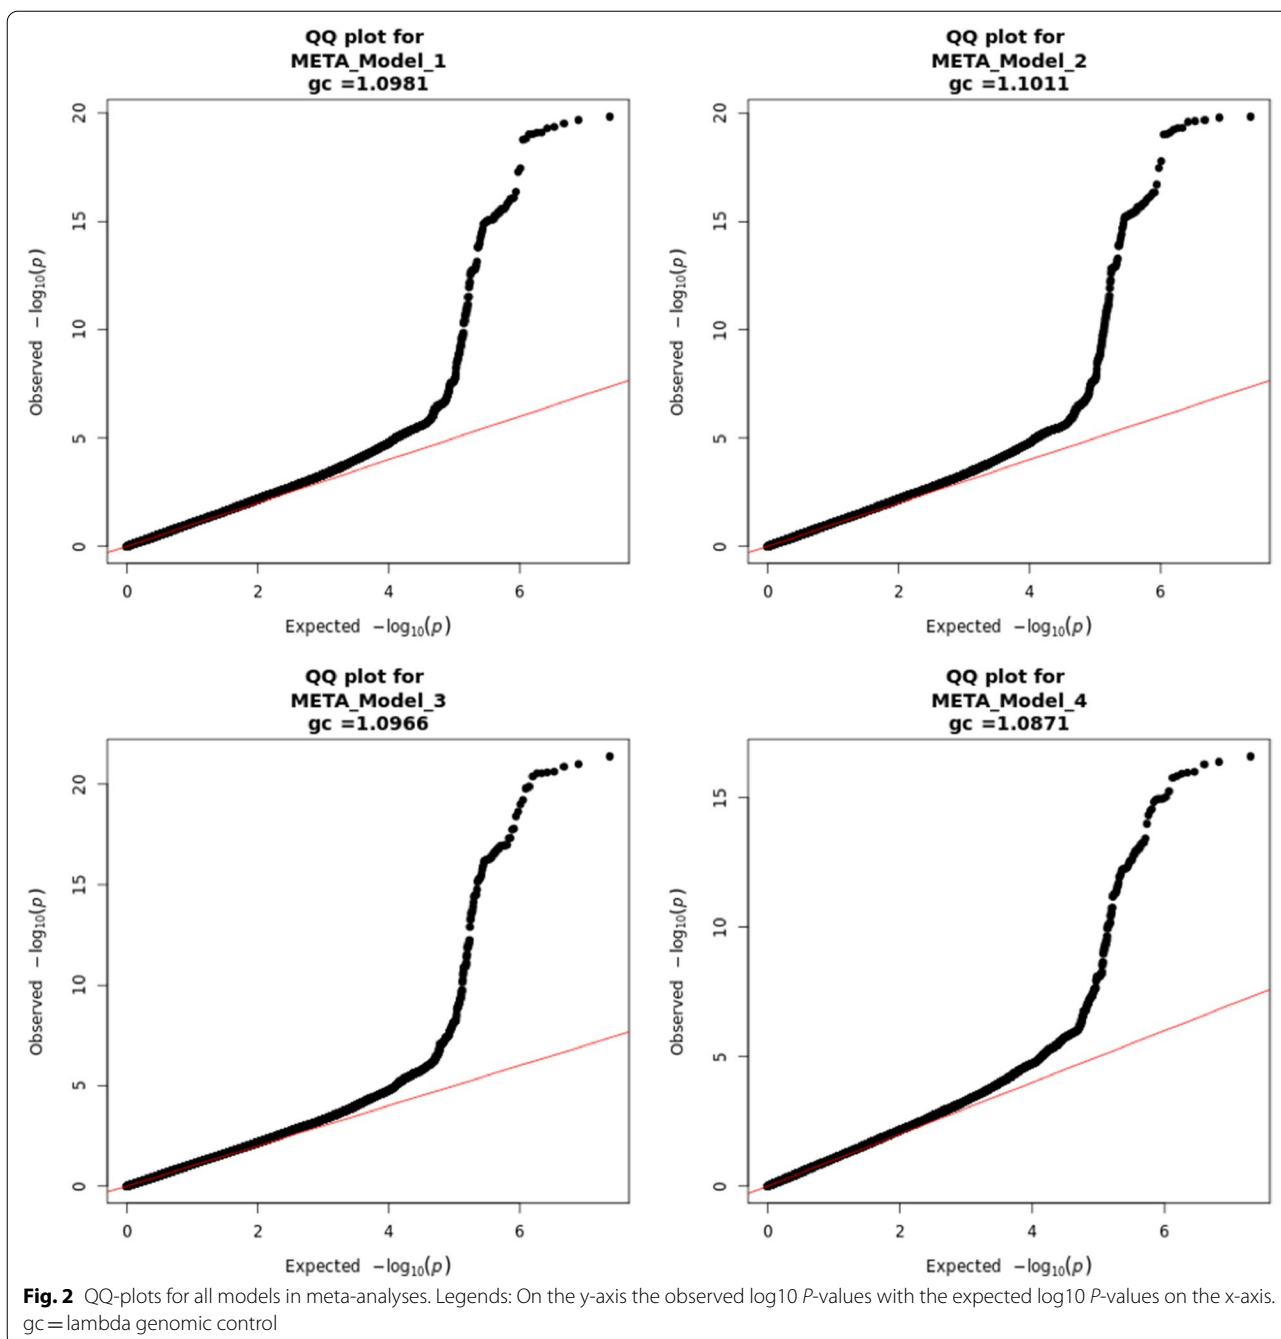 QQ plot for
META_Model_1
gc =1.0981
20
15
10
5
0
Observed −log10(p)
0 2 4 6
Expected −log10(p)
QQ plot for
META_Model_2
gc =1.1011
20
15
10
5
0
Observed −log10(p)
0 2 4 6
Expected −log10(p)
QQ plot for
META_Model_3
gc =1.0966
20
15
10
5
0
Observed −log10(p)
0 2 4 6
Expected −log10(p)
QQ plot for
META_Model_4
gc =1.0871
15
10
5
0
Observed −log10(p)
0 2 4 6
Expected −log10(p)
Fig. 2 QQ-plots for all models in meta-analyses. Legends: On the y-axis the observed log10 P-values with the expected log10 P-values on the x-axis.
gc = lambda genomic control